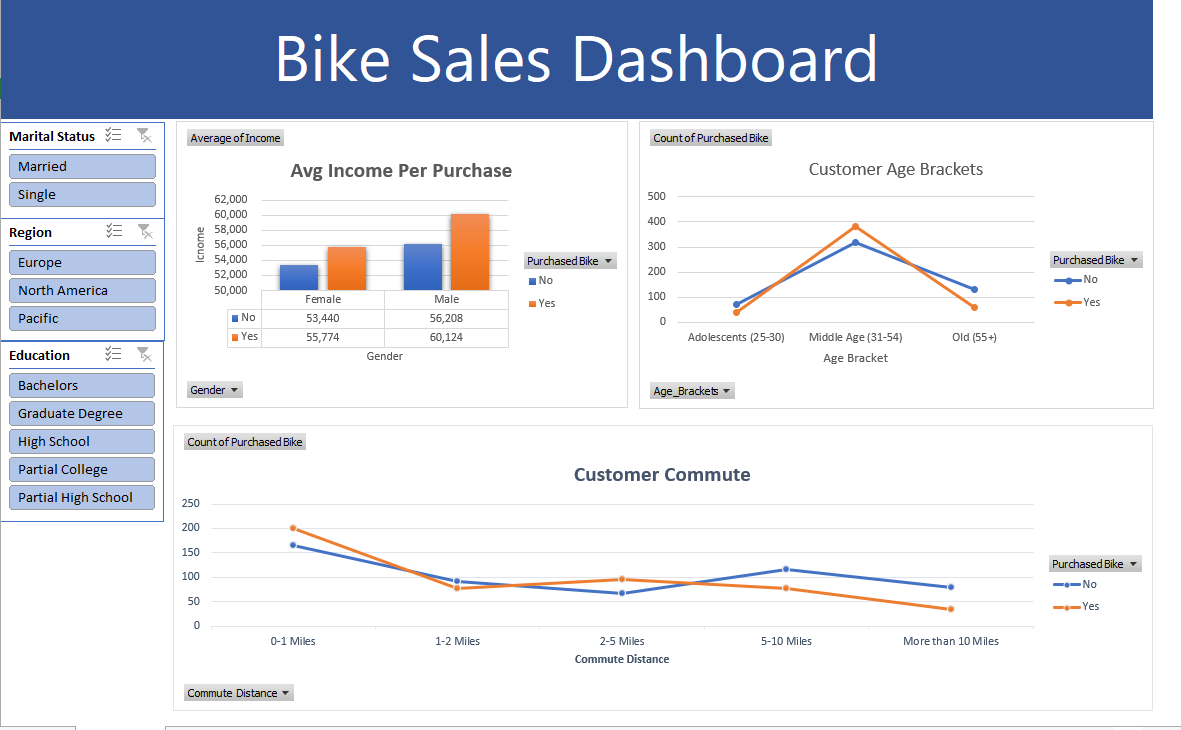 Bike Sales Dashboard
Marital Status
Married
Single
Region
Europe
North America
Pacific
Education
Bachelors
Graduate Degree
High School
Partial College
Partial High School
Average of Income
Avg Income Per Purchase
Icnome
62,000
60,000
58,000
56,000
54,000
52,000
50,000
Female Male
No 53,440 56,208
Yes 55,774 60,124
Gender
Purchased Bike
No
Yes
Gender
Count of Purchased Bike
Customer Age Brackets
500
400
300
200
100
0
Adolescents (25-30) Middle Age (31-54) Old (55+)
Age Bracket
Purchased Bike
No
Yes
Age_Brackets
Count of Purchased Bike
Customer Commute
250
200
150
100
50
0
0-1 Miles 1-2 Miles 2-5 Miles 5-10 Miles More than 10 Miles
Commute Distance
Purchased Bike
No
Yes
Commute Distance